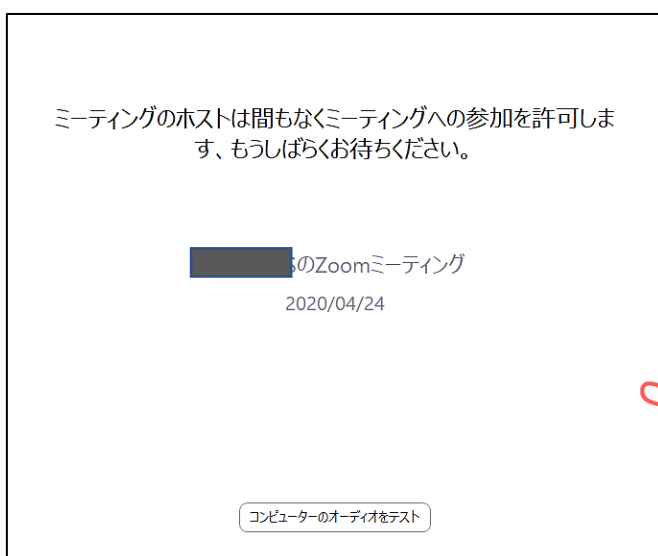 ミーティングのホストは間もなくミーティングへの参加を許可しま
す、もうしばらくお待ちください。
のZoomミーティング
2020/04/24
コンピューターのオーディオをテスト